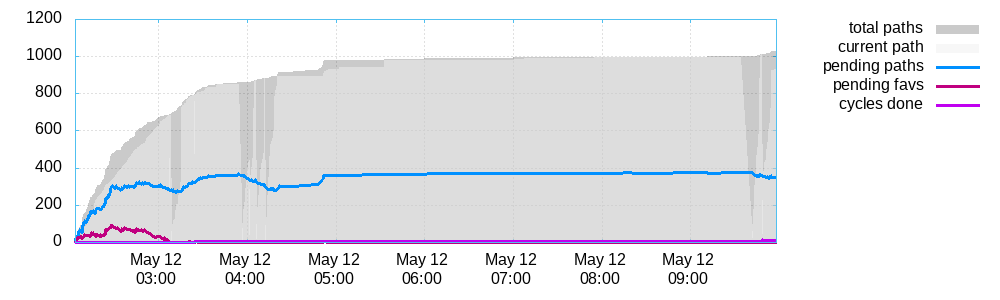 1200
1000
800
600
400
200
0
May 12 May 12 May 12 May 12 May 12 May 12 May 12
03:00 04:00 05:00 06:00 07:00 08:00 09:00
total paths
current path
pending paths
pending favs
cycles done